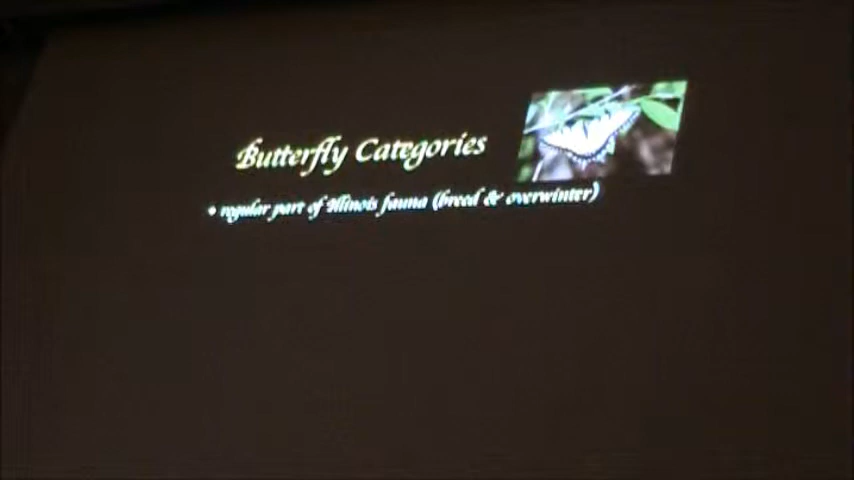 Butterfly Categories
• regular part of Illinois fauna (breed & overwinter)